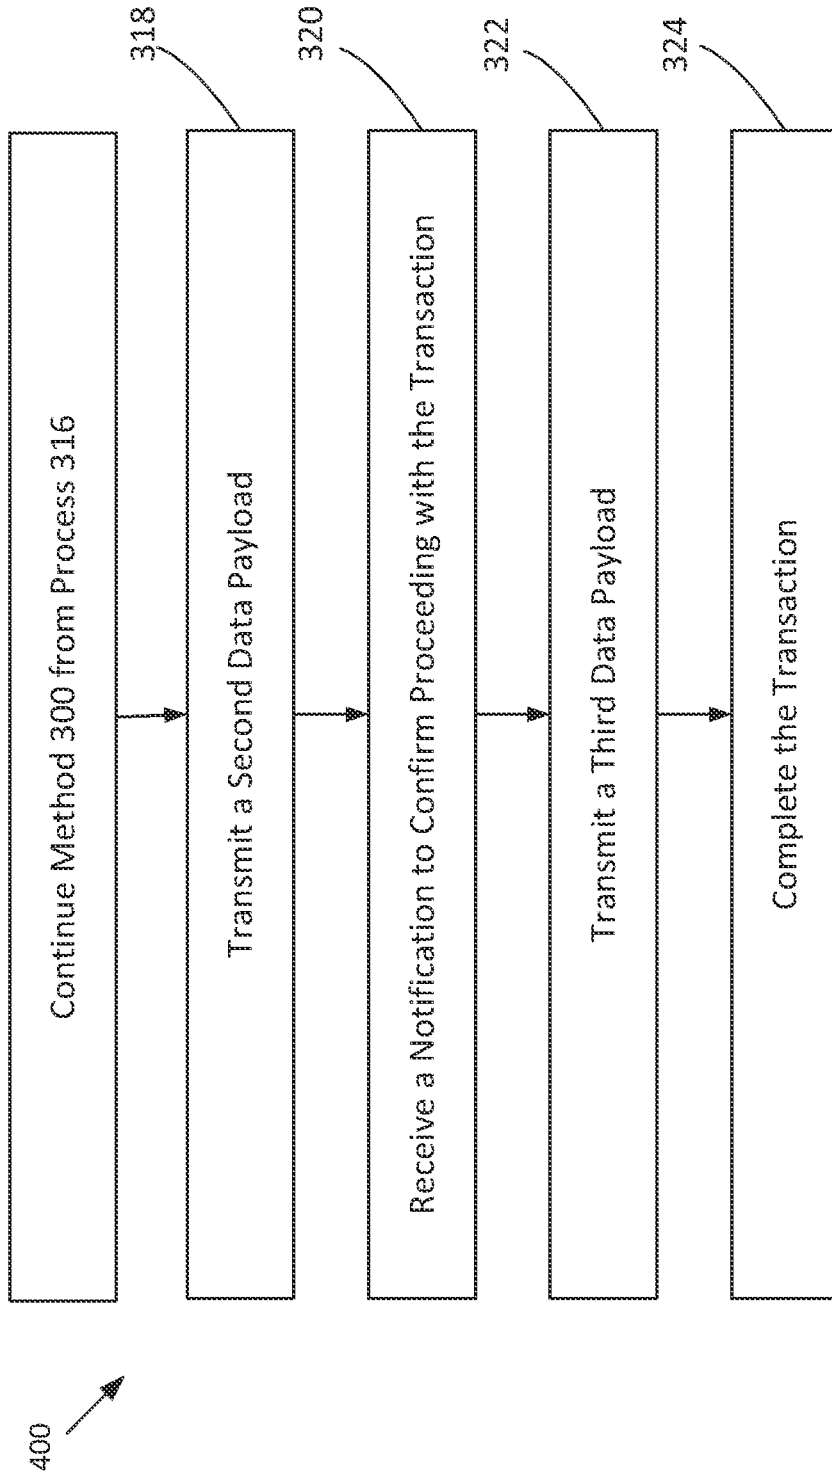 400
Continue Method 300 from Process 316
318
Transmit a Second Data Payload
320
Receive a Notification to Confirm Proceeding with the Transaction
322
Transmit a Third Data Payload
324
Complete the Transaction